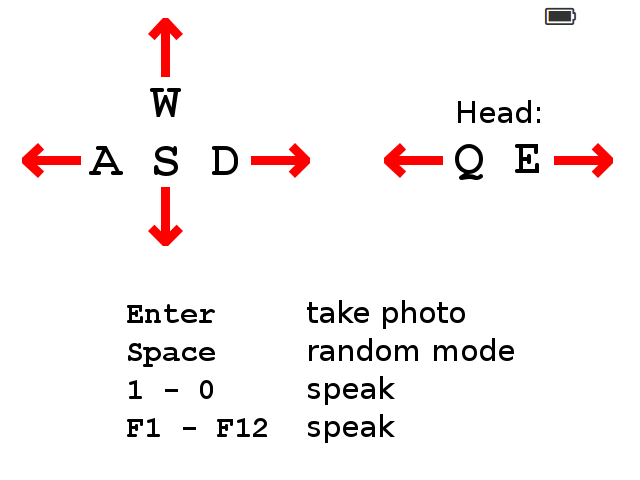 W
A S D
Head:
Q E
Enter take photo
Space random mode
1 - 0 speak
F1 - F12 speak